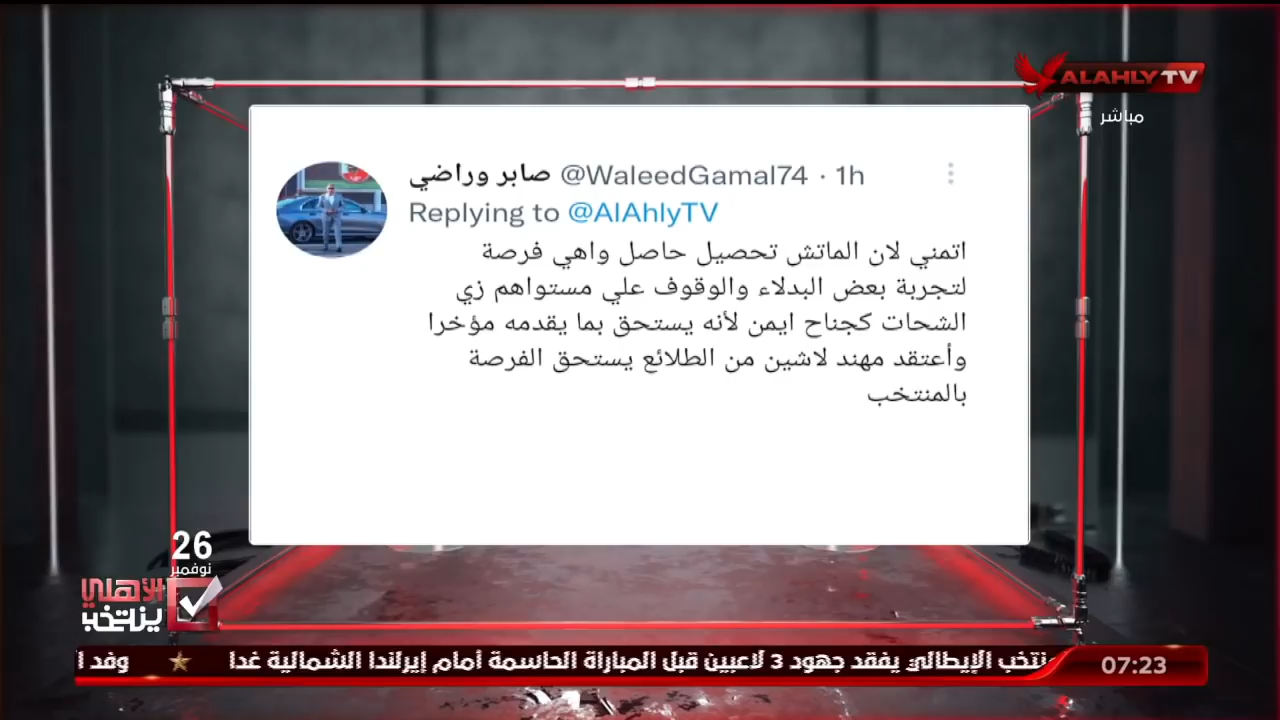 ALAHLY TV
مباشر
صابر وراضي @WaleedGamal74 · 1h
Replying to @AlAhlyTV
اتمني لان الماتش تحصيل حاصل واهي فرصة
لتجربة بعض البدلاء والوقوف علي مستواهم زي
الشحات كجناح ايمن لأنه يستحق بما يقدمه مؤخرا
وأعتقد مهند لاشين من الطلائع يستحق الفرصة
بالمنتخب
26
نوفمبر
الأهلي
ينتخب
نتخب الإيطالي يفقد جهود 3 لاعبين قبل المباراة الحاسمة أمام إيرلندا الشمالية غدا
وفد ا
07:23